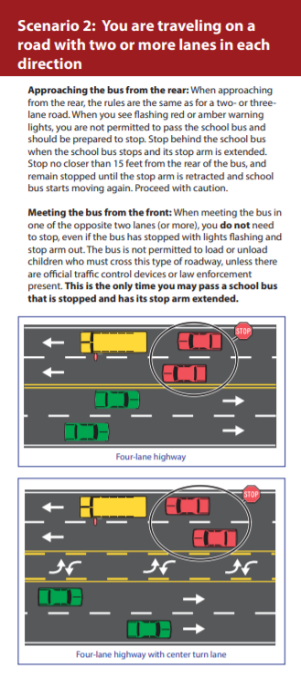 Scenario 2: You are traveling on a
road with two or more lanes in each
direction
Approaching the bus from the rear: When approaching
from the rear, the rules are the same as for a two- or three-
lane road. When you see flashing red or amber warning
lights, you are not permitted to pass the school bus and
should be prepared to stop. Stop behind the school bus
when the school bus stops and its stop arm is extended.
Stop no closer than 15 feet from the rear of the bus, and
remain stopped until the stop arm is retracted and school
bus starts moving again. Proceed with caution.
Meeting the bus from the front: When meeting the bus in
one of the opposite two lanes (or more), you do not need
to stop, even if the bus has stopped with lights flashing and
stop arm out. The bus is not permitted to load or unload
children who must cross this type of roadway, unless there
are official traffic control devices or law enforcement
present. This is the only time you may pass a school bus
that is stopped and has its stop arm extended.
STOP
Four-lane highway
STOP
Four-lane highway with center turn lane